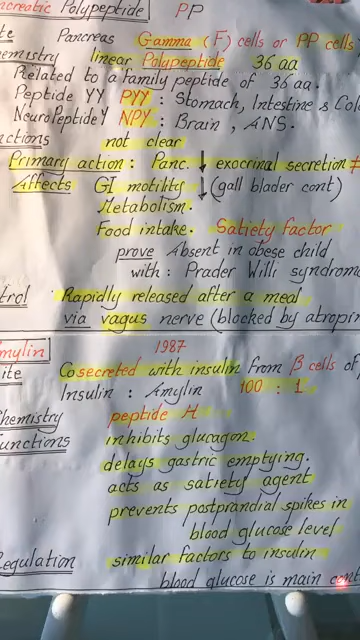 ncreatic Polypeptide PP
te Pancreas Gamma (F) cells or PP cells
hemistry linear Polypeptide 36 aa
Related to a family peptide of 36 aa.
Peptide YY PYY : Stomach, Intestine & Colo
NeuroPeptide Y NPY : Brain, ANS.
nctions not clear
Primary action : Panc. ↓ exocrinal secretion ≠
Affects GI motility ↓ (gall blader cont)
Metabolism.
Food intake. Satiety factor
prove Absent in obese child
with : Prader Willi syndrome
trol Rapidly released after a meal
via vagus nerve (blocked by atropin
mylin 1987
ite Cosecreted with insulin from β cells of
Insulin : Amylin 100 : 1
Chemistry peptide H
unctions inhibits glucagon.
delays gastric emptying.
acts as satiety agent
prevents postprandial spikes in
blood glucose level
Regulation similar factors to insulin
blood glucose is main cont